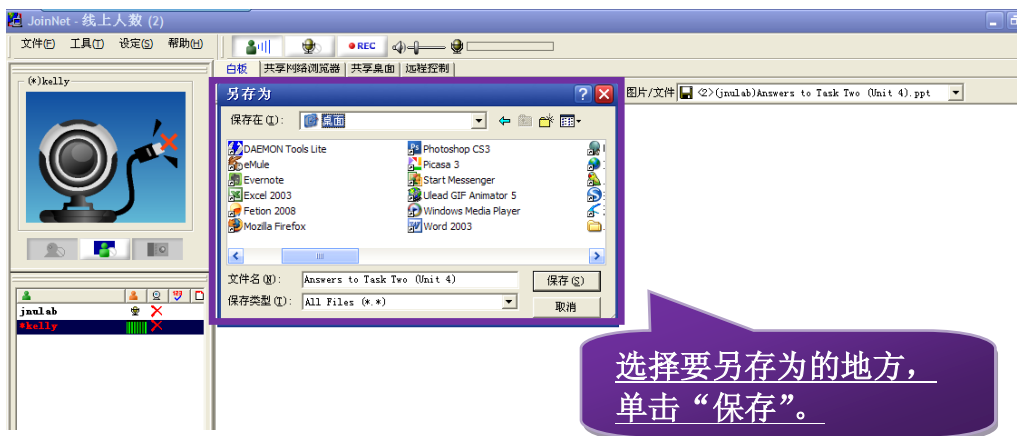 JoinNet - 线上人数 (2)
文件(F) 工具(T) 设定(S) 帮助(H)
REC
白板 共享网络浏览器 共享桌面 远程控制
(*)kelly
图片/文件 <2>(jnulab)Answers to Task Two (Unit 4).ppt
另存为
保存在(I): 桌面
DAEMON Tools Lite
eMule
Evernote
Excel 2003
Fetion 2008
Mozilla Firefox
Photoshop CS3
Picasa 3
Start Messenger
Ulead GIF Animator 5
Windows Media Player
Word 2003
文件名(N): Answers to Task Two (Unit 4) 保存(S)
保存类型(T): All Files (*.*) 取消
jnulab
*kelly
选择要另存为的地方，
单击“保存”。